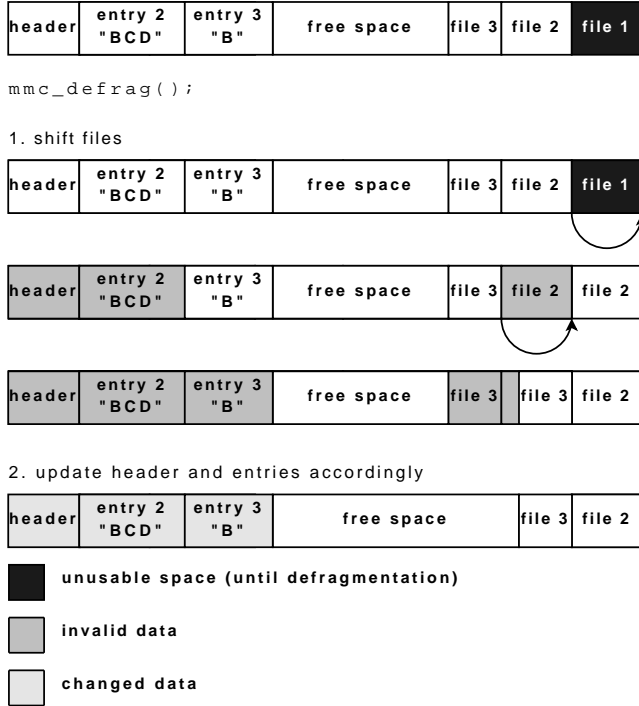 header entry 2 "BCD" entry 3 "B" free space file 3 file 2 file 1
mmc_defrag();
1. shift files
header entry 2 "BCD" entry 3 "B" free space file 3 file 2 file 1
header entry 2 "BCD" entry 3 "B" free space file 3 file 2 file 2
header entry 2 "BCD" entry 3 "B" free space file 3 file 3 file 2
2. update header and entries accordingly
header entry 2 "BCD" entry 3 "B" free space file 3 file 2
unusable space (until defragmentation)
invalid data
changed data